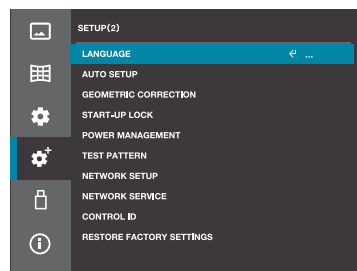 SETUP(2)
LANGUAGE ...
AUTO SETUP
GEOMETRIC CORRECTION
START-UP LOCK
POWER MANAGEMENT
TEST PATTERN
NETWORK SETUP
NETWORK SERVICE
CONTROL ID
RESTORE FACTORY SETTINGS